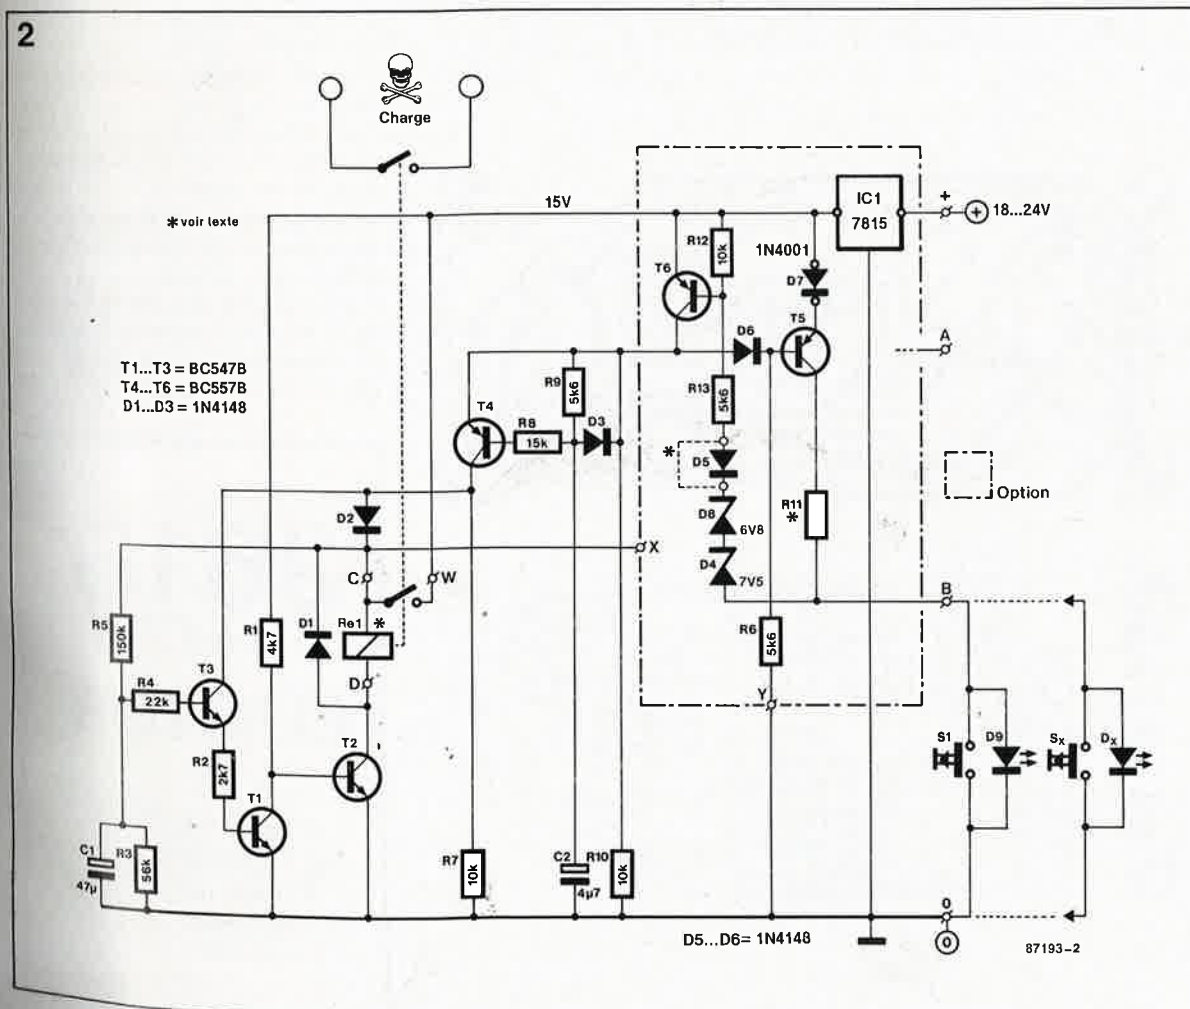 2
Charge
* voir lexte
15V
IC1
7815
+
18...24V
R12
10k
1N4001
D7
T6
T5
D6
A
T1...T3 = BC547B
T4...T6 = BC557B
D1...D3 = 1N4148
R9
5k6
R13
5k6
T4
R8
15k
D3
*
D5
Option
D2
D8
6V8
R11
*
X
C
W
D4
7V5
B
R5
150k
R1
4k7
D1
Re1
*
R6
5k6
R4
22k
T3
D
Y
S1
D9
Sx
Dx
R2
2k7
T2
T1
C1
47µ
R3
56k
R7
10k
C2
4µ7
R10
10k
0
D5...D6= 1N4148
0
87193-2